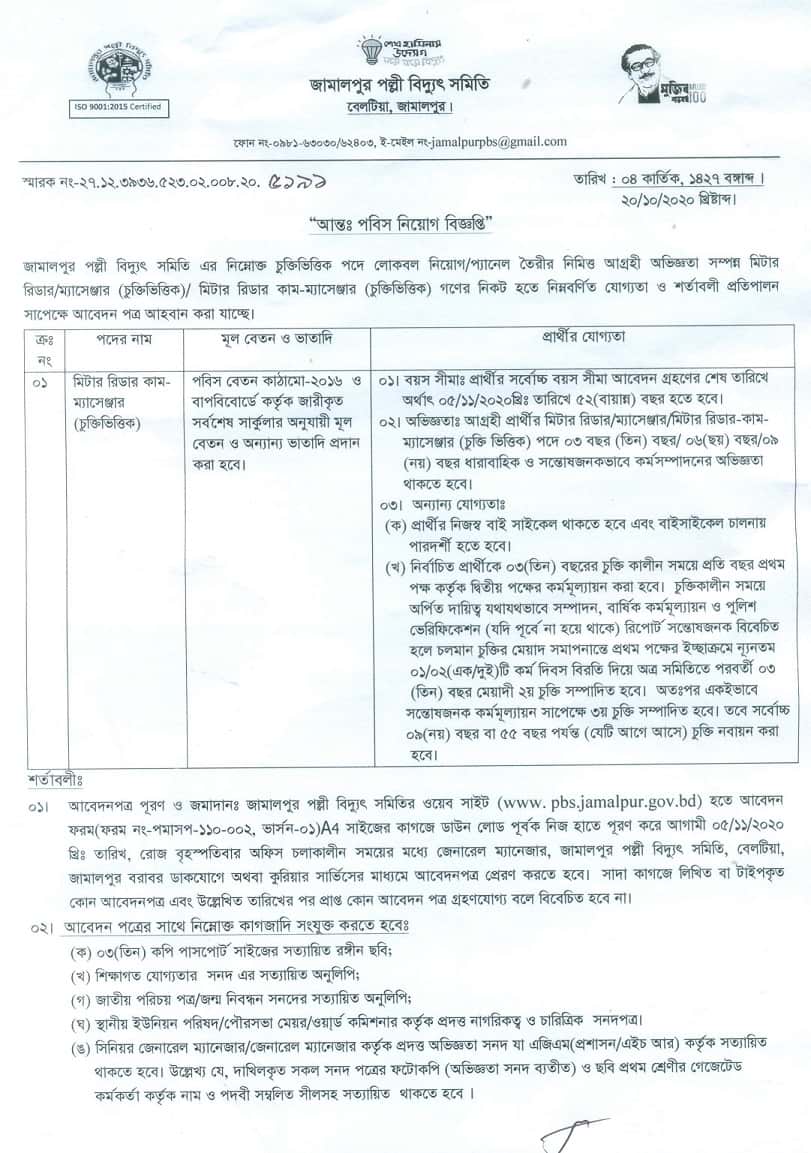 জামালপুর পল্লী বিদ্যুৎ সমিতি
ISO 9001:2015 Certified
শেখ হাসিনার
উদ্যোগ
ঘরে ঘরে বিদ্যুৎ
জামালপুর পল্লী বিদ্যুৎ সমিতি
বেলটিয়া, জামালপুর।
মুজিব
বর্ষ 100
ফোন নং-০৯৮১-৬৩০৩০/৬২৪০৩, ই-মেইল নং-jamalpurpbs@gmail.com
স্মারক নং-২৭.১২.৩৯৩৬.৫২৩.০২.০০৮.২০.
তারিখ : ০৪ কার্তিক, ১৪২৭ বঙ্গাব্দ।
২০/১০/২০২০ খ্রিষ্টাব্দ।
“আন্তঃ পবিস নিয়োগ বিজ্ঞপ্তি”
জামালপুর পল্লী বিদ্যুৎ সমিতি এর নিম্নোক্ত চুক্তিভিত্তিক পদে লোকবল নিয়োগ/প্যানেল তৈরীর নিমিত্ত আগ্রহী অভিজ্ঞতা সম্পন্ন মিটার
রিডার/ম্যাসেঞ্জার (চুক্তিভিত্তিক)/ মিটার রিডার কাম-ম্যাসেঞ্জার (চুক্তিভিত্তিক) গণের নিকট হতে নিম্নবর্ণিত যোগ্যতা ও শর্তাবলী প্রতিপালন
সাপেক্ষে আবেদন পত্র আহবান করা যাচ্ছে।
ক্রঃ
নং
পদের নাম
মূল বেতন ও ভাতাদি
প্রার্থীর যোগ্যতা
০১
মিটার রিডার কাম-
ম্যাসেঞ্জার
(চুক্তিভিত্তিক)
পবিস বেতন কাঠামো-২০১৬ ও
বাপবিবোর্ডে কর্তৃক জারীকৃত
সর্বশেষ সার্কুলার অনুযায়ী মূল
বেতন ও অন্যান্য ভাতাদি প্রদান
করা হবে।
০১। বয়স সীমাঃ প্রার্থীর সর্বোচ্চ বয়স সীমা আবেদন গ্রহণের শেষ তারিখে
অর্থাৎ ০৫/১১/২০২০খ্রিঃ তারিখে ৫২(বায়ান্ন) বছর হতে হবে।
০২। অভিজ্ঞতাঃ আগ্রহী প্রার্থীর মিটার রিডার/ম্যাসেঞ্জার/মিটার রিডার-কাম-
ম্যাসেঞ্জার (চুক্তি ভিত্তিক) পদে ০৩ বছর (তিন) বছর/ ০৬(ছয়) বছর/০৯
(নয়) বছর ধারাবাহিক ও সন্তোষজনকভাবে কর্মসম্পাদনের অভিজ্ঞতা
থাকতে হবে।
০৩। অন্যান্য যোগ্যতাঃ
(ক) প্রার্থীর নিজস্ব বাই সাইকেল থাকতে হবে এবং বাইসাইকেল চালনায়
পারদর্শী হতে হবে।
(খ) নির্বাচিত প্রার্থীকে ০৩(তিন) বছরের চুক্তি কালীন সময়ে প্রতি বছর প্রথম
পক্ষ কর্তৃক দ্বিতীয় পক্ষের কর্মমূল্যায়ন করা হবে। চুক্তিকালীন সময়ে
অর্পিত দায়িত্ব যথাযথভাবে সম্পাদন, বার্ষিক কর্মমূল্যায়ন ও পুলিশ
ভেরিফিকেশন (যদি পূর্বে না হয়ে থাকে) রিপোর্ট সন্তোষজনক বিবেচিত
হলে চলমান চুক্তির মেয়াদ সমাপনান্তে প্রথম পক্ষের ইচ্ছাক্রমে ন্যূনতম
০১/০২(এক/দুই)টি কর্ম দিবস বিরতি দিয়ে অত্র সমিতিতে পরবর্তী ০৩
(তিন) বছর মেয়াদী ২য় চুক্তি সম্পাদিত হবে। অতঃপর একইভাবে
সন্তোষজনক কর্মমূল্যায়ন সাপেক্ষে ৩য় চুক্তি সম্পাদিত হবে। তবে সর্বোচ্চ
০৯(নয়) বছর বা ৫৫ বছর পর্যন্ত (যেটি আগে আসে) চুক্তি নবায়ন করা
হবে।
শর্তাবলীঃ
০১। আবেদনপত্র পূরণ ও জমাদানঃ জামালপুর পল্লী বিদ্যুৎ সমিতির ওয়েব সাইট (www. pbs.jamalpur.gov.bd) হতে আবেদন
ফরম(ফরম নং-পমাসপ-১১০-০০২, ভার্সন-০১)A4 সাইজের কাগজে ডাউন লোড পূর্বক নিজ হাতে পূরণ করে আগামী ০৫/১১/২০২০
খ্রিঃ তারিখ, রোজ বৃহস্পতিবার অফিস চলাকালীন সময়ের মধ্যে জেনারেল ম্যানেজার, জামালপুর পল্লী বিদ্যুৎ সমিতি, বেলটিয়া,
জামালপুর বরাবর ডাকযোগে অথবা কুরিয়ার সার্ভিসের মাধ্যমে আবেদনপত্র প্রেরণ করতে হবে। সাদা কাগজে লিখিত বা টাইপকৃত
কোন আবেদনপত্র এবং উল্লেখিত তারিখের পর প্রাপ্ত কোন আবেদন পত্র গ্রহণযোগ্য বলে বিবেচিত হবে না।
০২। আবেদন পত্রের সাথে নিম্নোক্ত কাগজাদি সংযুক্ত করতে হবেঃ
(ক) ০৩(তিন) কপি পাসপোর্ট সাইজের সত্যায়িত রঙ্গীন ছবি;
(খ) শিক্ষাগত যোগ্যতার সনদ এর সত্যায়িত অনুলিপি;
(গ) জাতীয় পরিচয় পত্র/জন্ম নিবন্ধন সনদের সত্যায়িত অনুলিপি;
(ঘ) স্থানীয় ইউনিয়ন পরিষদ/পৌরসভা মেয়র/ওয়ার্ড কমিশনার কর্তৃক প্রদত্ত নাগরিকত্ব ও চারিত্রিক সনদপত্র।
(ঙ) সিনিয়র জেনারেল ম্যানেজার/জেনারেল ম্যানেজার কর্তৃক প্রদত্ত অভিজ্ঞতা সনদ যা এজিএম(প্রশাসন/এইচ আর) কর্তৃক সত্যায়িত
থাকতে হবে। উল্লেখ্য যে, দাখিলকৃত সকল সনদ পত্রের ফটোকপি (অভিজ্ঞতা সনদ ব্যতীত) ও ছবি প্রথম শ্রেণীর গেজেটেড
কর্মকর্তা কর্তৃক নাম ও পদবী সম্বলিত সীলসহ সত্যায়িত থাকতে হবে ।